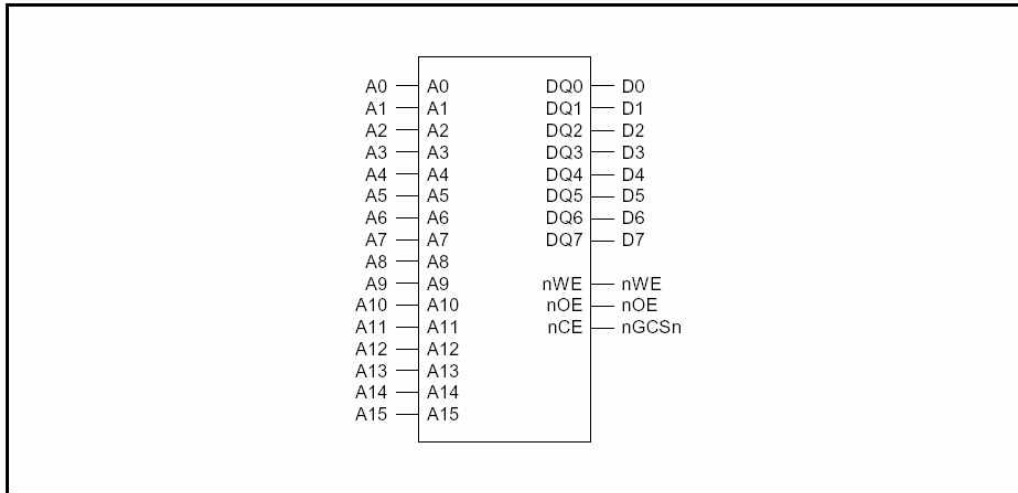 A0 A0 DQ0 D0
A1 A1 DQ1 D1
A2 A2 DQ2 D2
A3 A3 DQ3 D3
A4 A4 DQ4 D4
A5 A5 DQ5 D5
A6 A6 DQ6 D6
A7 A7 DQ7 D7
A8 A8
A9 A9 nWE nWE
A10 A10 nOE nOE
A11 A11 nCE nGCSn
A12 A12
A13 A13
A14 A14
A15 A15